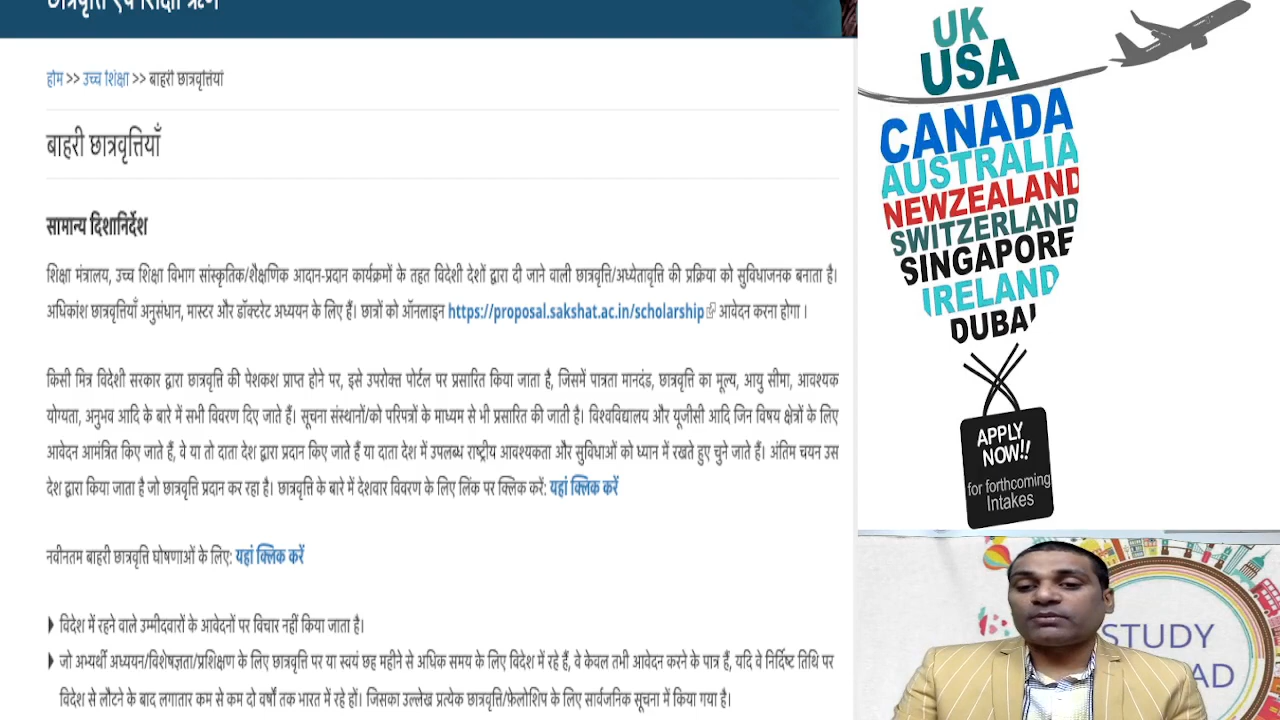 छात्रवृत्ति एवं शिक्षा ऋण
होम >> उच्च शिक्षा >> बाहरी छात्रवृत्तियां
बाहरी छात्रवृत्तियाँ
सामान्य दिशानिर्देश
शिक्षा मंत्रालय, उच्च शिक्षा विभाग सांस्कृतिक/शैक्षणिक आदान-प्रदान कार्यक्रमों के तहत विदेशी देशों द्वारा दी जाने वाली छात्रवृत्ति/अध्येतावृत्ति की प्रक्रिया को सुविधाजनक बनाता है।
अधिकांश छात्रवृत्तियाँ अनुसंधान, मास्टर और डॉक्टरेट अध्ययन के लिए हैं। छात्रों को ऑनलाइन https://proposal.sakshat.ac.in/scholarship आवेदन करना होगा ।
किसी मित्र विदेशी सरकार द्वारा छात्रवृत्ति की पेशकश प्राप्त होने पर, इसे उपरोक्त पोर्टल पर प्रसारित किया जाता है, जिसमें पात्रता मानदंड, छात्रवृत्ति का मूल्य, आयु सीमा, आवश्यक
योग्यता, अनुभव आदि के बारे में सभी विवरण दिए जाते हैं। सूचना संस्थानों/को परिपत्रों के माध्यम से भी प्रसारित की जाती है। विश्वविद्यालय और यूजीसी आदि जिन विषय क्षेत्रों के लिए
आवेदन आमंत्रित किए जाते हैं, वे या तो दाता देश द्वारा प्रदान किए जाते हैं या दाता देश में उपलब्ध राष्ट्रीय आवश्यकता और सुविधाओं को ध्यान में रखते हुए चुने जाते हैं। अंतिम चयन उस
देश द्वारा किया जाता है जो छात्रवृत्ति प्रदान कर रहा है। छात्रवृत्ति के बारे में देशवार विवरण के लिए लिंक पर क्लिक करें: यहां क्लिक करें
नवीनतम बाहरी छात्रवृत्ति घोषणाओं के लिए: यहां क्लिक करें
विदेश में रहने वाले उम्मीदवारों के आवेदनों पर विचार नहीं किया जाता है।
जो अभ्यर्थी अध्ययन/विशेषज्ञता/प्रशिक्षण के लिए छात्रवृत्ति पर या स्वयं छह महीने से अधिक समय के लिए विदेश में रहे हैं, वे केवल तभी आवेदन करने के पात्र हैं, यदि वे निर्दिष्ट तिथि पर
विदेश से लौटने के बाद लगातार कम से कम दो वर्षों तक भारत में रहे हों। जिसका उल्लेख प्रत्येक छात्रवृत्ति/फ़ेलोशिप के लिए सार्वजनिक सूचना में किया गया है।
UK
USA
CANADA
AUSTRALIA
NEWZEALAND
SWITZERLAND
SINGAPORE
IRELAND
DUBAI
APPLY
NOW!!
for forthcoming
Intakes
STUDY
AD